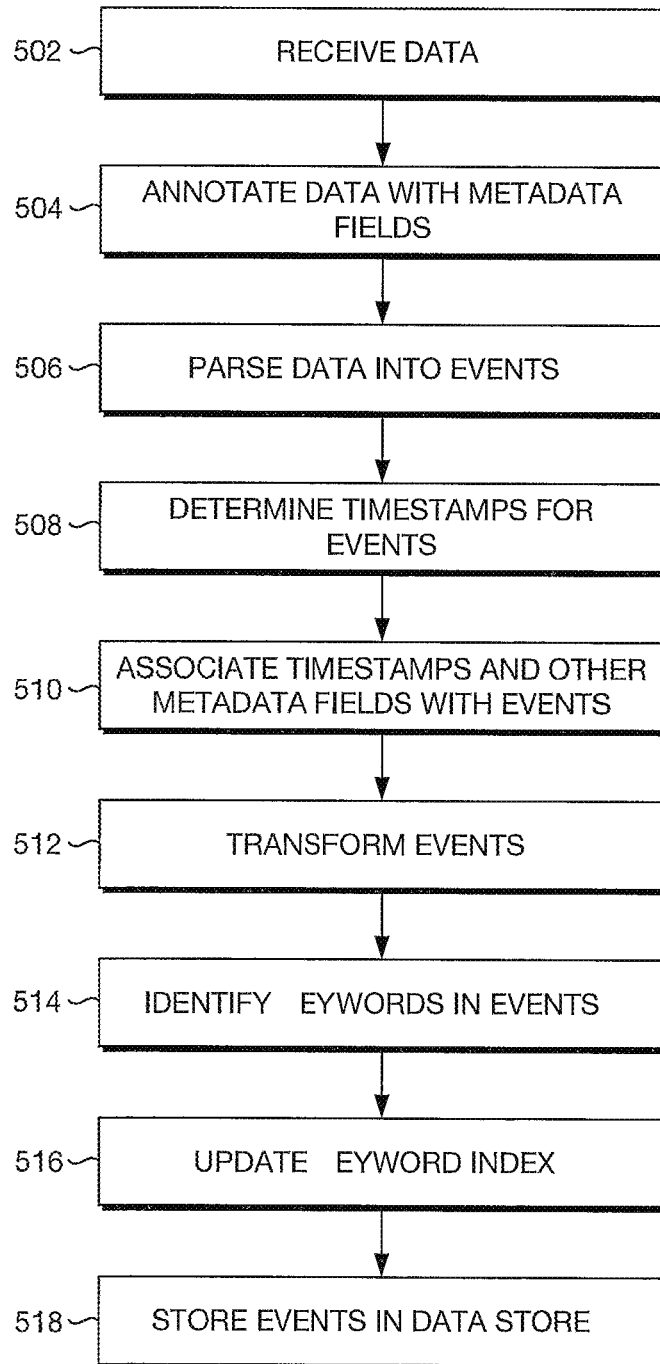 502 RECEIVE DATA
504 ANNOTATE DATA WITH METADATA
FIELDS
506 PARSE DATA INTO EVENTS
508 DETERMINE TIMESTAMPS FOR
EVENTS
510 ASSOCIATE TIMESTAMPS AND OTHER
METADATA FIELDS WITH EVENTS
512 TRANSFORM EVENTS
514 IDENTIFY EYWORDS IN EVENTS
516 UPDATE EYWORD INDEX
518 STORE EVENTS IN DATA STORE